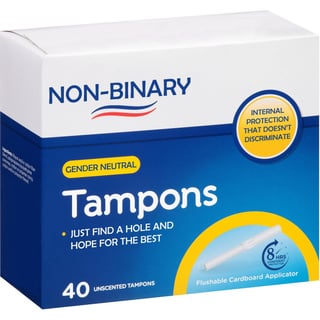 NON-BINARY
INTERNAL
PROTECTION
THAT DOESN'T
DISCRIMINATE
GENDER NEUTRAL
Tampons
• JUST FIND A HOLE AND
HOPE FOR THE BEST
8 HRS
40 UNSCENTED TAMPONS
Flushable Cardboard Applicator